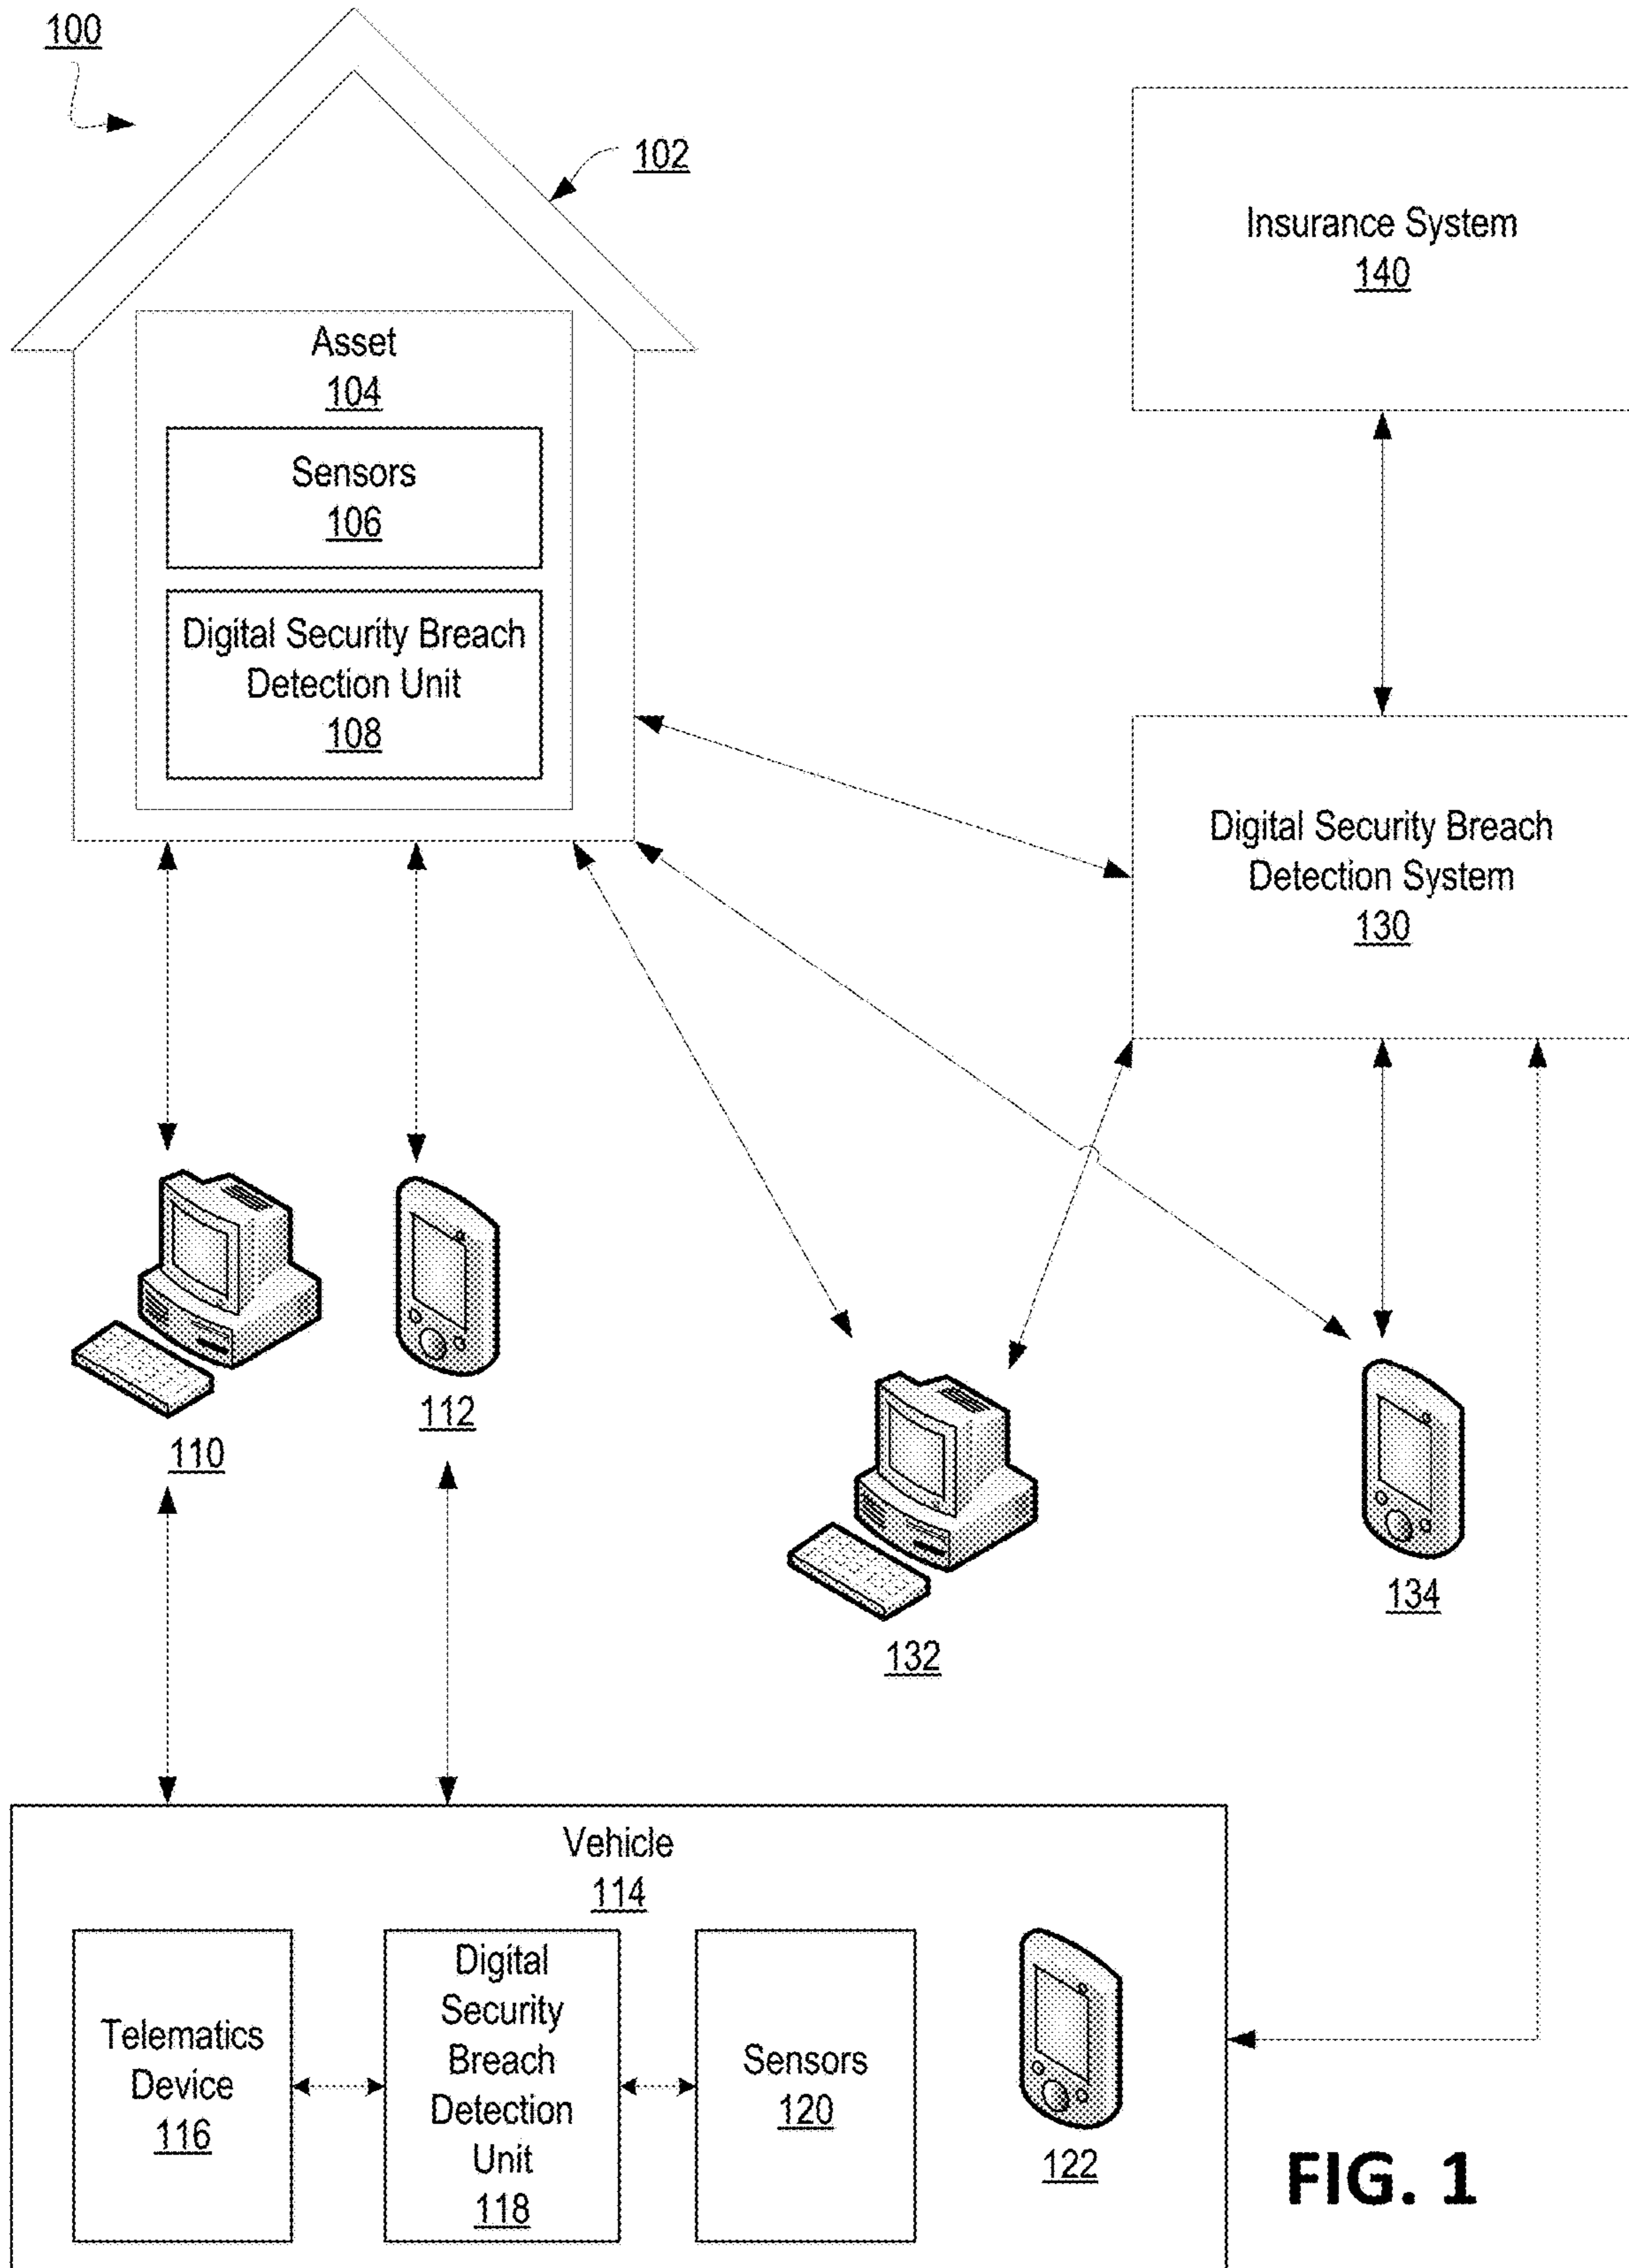 100
102
Insurance System
140
Asset
104
Sensors
106
Digital Security Breach
Detection Unit
108
Digital Security Breach
Detection System
130
110
112
132
134
Vehicle
114
Telematics
Device
116
Digital
Security
Breach
Detection
Unit
118
Sensors
120
122
FIG. 1